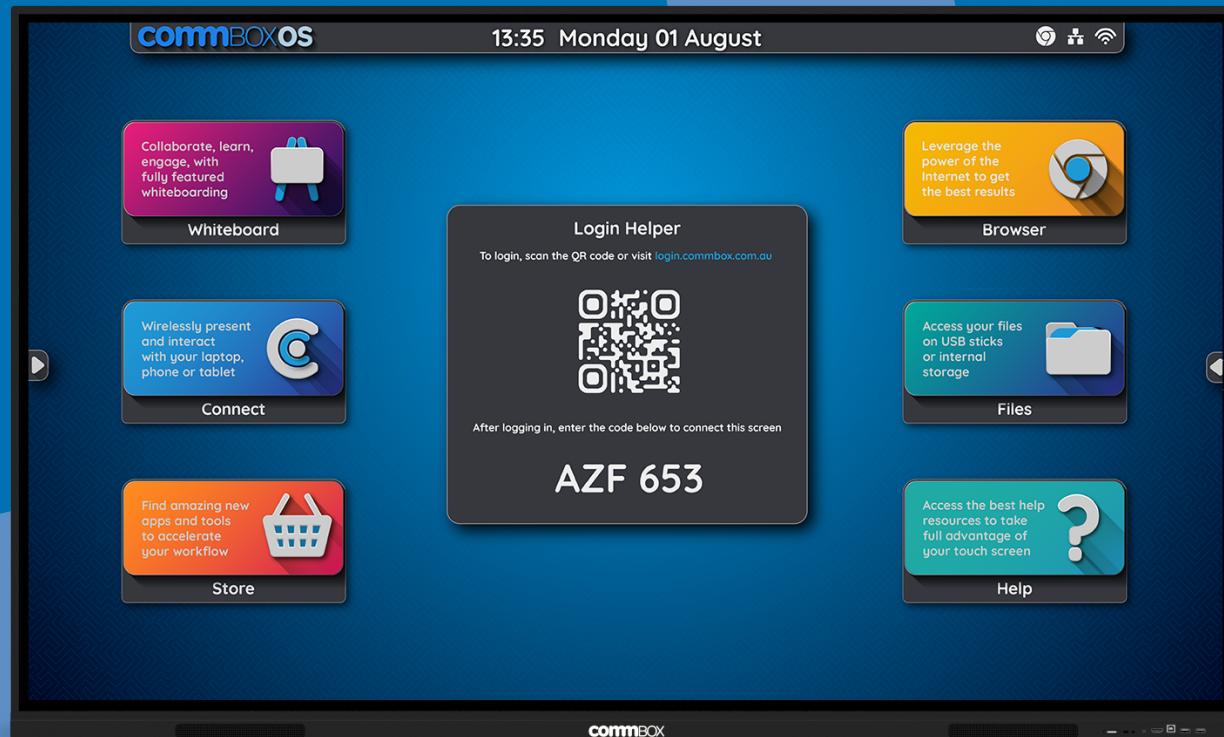 commBOXOS
13:35 Monday 01 August
Collaborate, learn,
engage, with
fully featured
whiteboarding
Whiteboard
Wirelessly present
and interact
with your laptop,
phone or tablet
Connect
Find amazing new
apps and tools
to accelerate
your workflow
Store
Login Helper
To login, scan the QR code or visit login.commbox.com.au
After logging in, enter the code below to connect this screen
AZF 653
Leverage the
power of the
Internet to get
the best results
Browser
Access your files
on USB sticks
or internal
storage
Files
Access the best help
resources to take
full advantage of
your touch screen
Help
commBOX